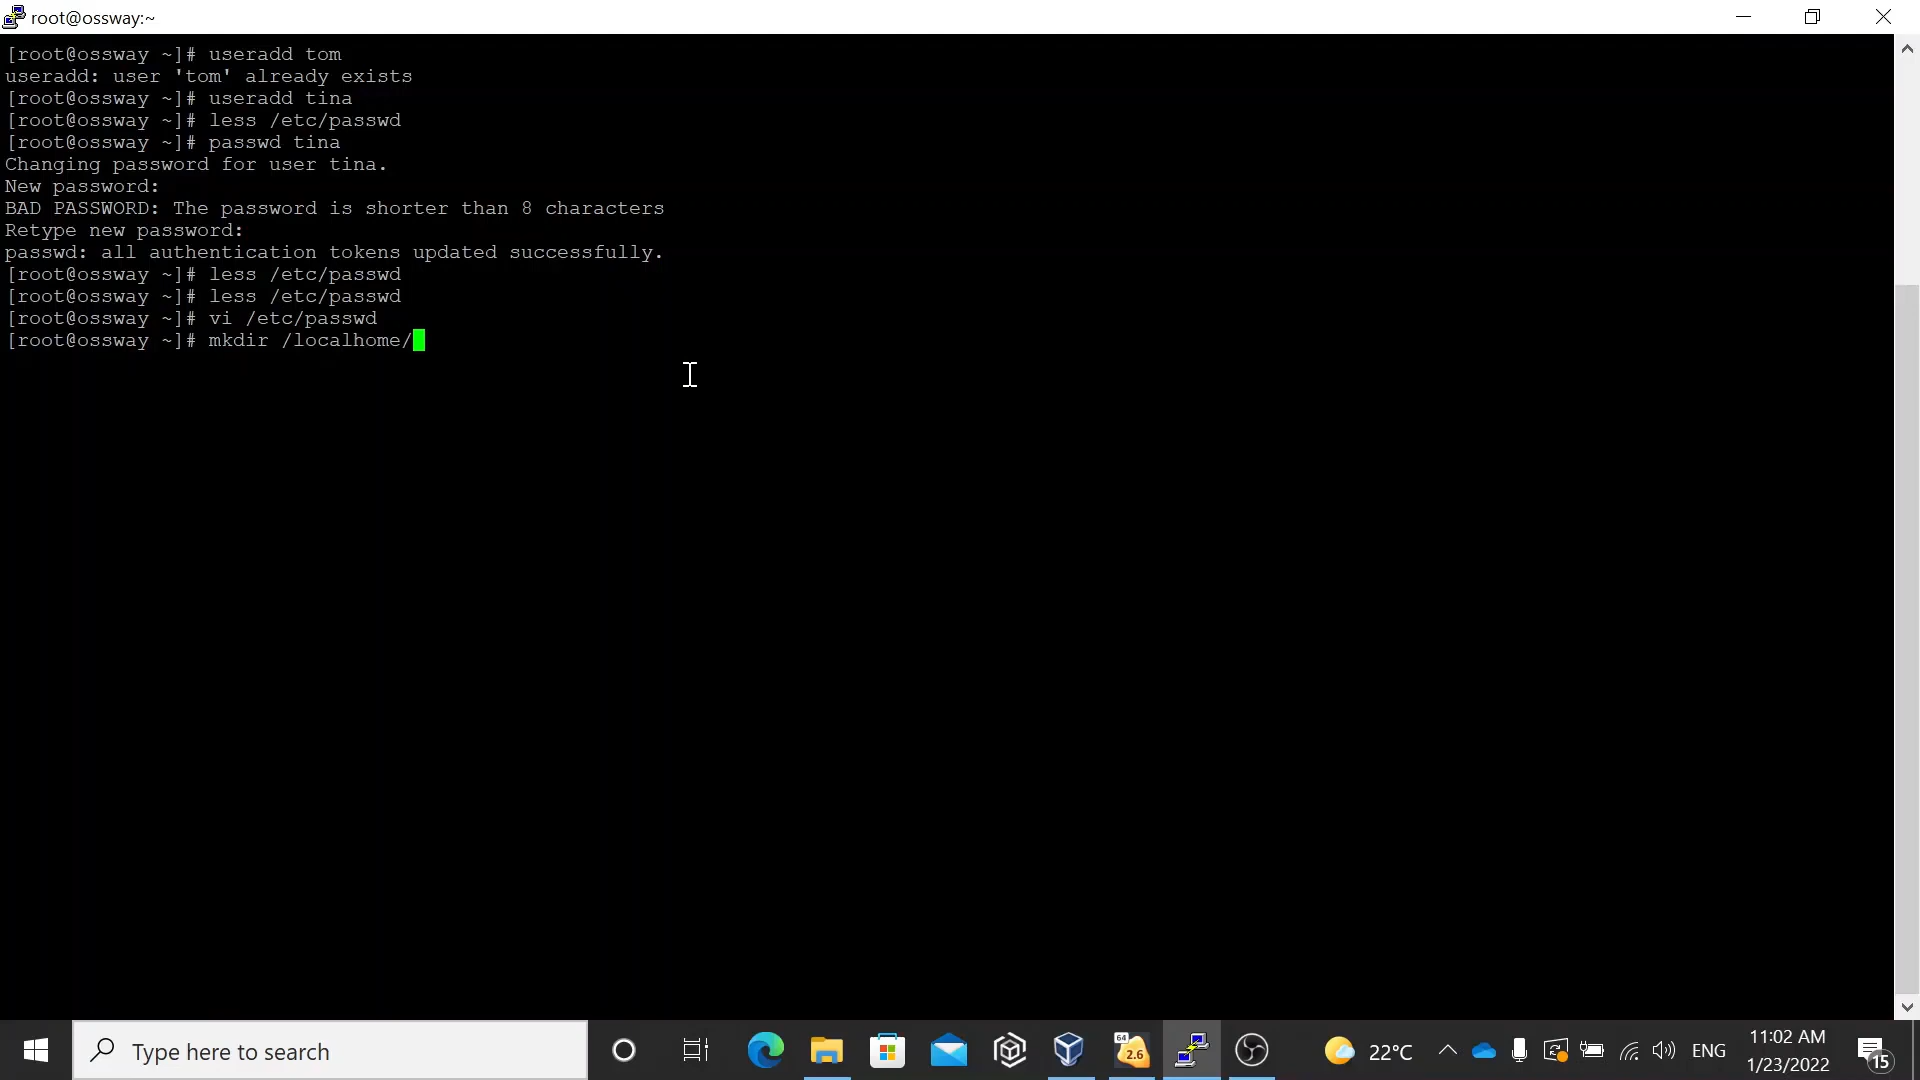 root@ossway:~
[root@ossway ~]# useradd tom
useradd: user 'tom' already exists
[root@ossway ~]# useradd tina
[root@ossway ~]# less /etc/passwd
[root@ossway ~]# passwd tina
Changing password for user tina.
New password:
BAD PASSWORD: The password is shorter than 8 characters
Retype new password:
passwd: all authentication tokens updated successfully.
[root@ossway ~]# less /etc/passwd
[root@ossway ~]# less /etc/passwd
[root@ossway ~]# vi /etc/passwd
[root@ossway ~]# mkdir /localhome/
Type here to search
64
2.6
22°C
ENG
11:02 AM
1/23/2022
15